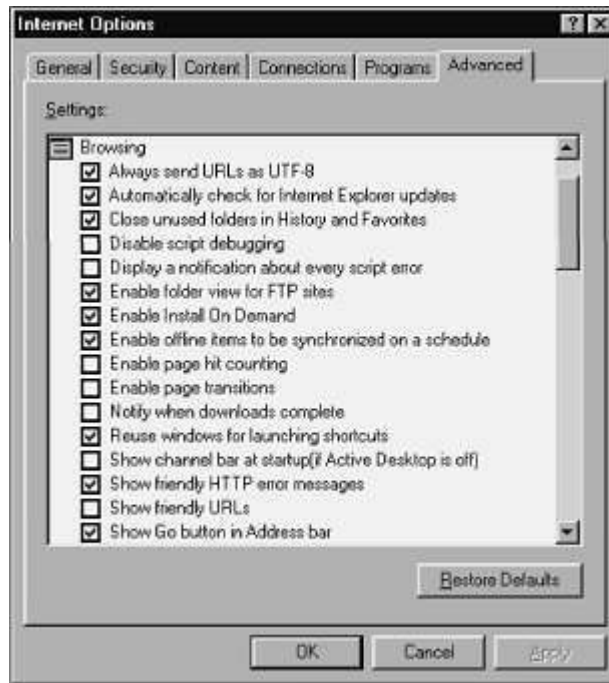 Internet Options
General Security Content Connections Programs Advanced
Settings:
Browsing
Always send URLs as UTF-8
Automatically check for Internet Explorer updates
Close unused folders in History and Favorites
Disable script debugging
Display a notification about every script error
Enable folder view for FTP sites
Enable Install On Demand
Enable offline items to be synchronized on a schedule
Enable page hit counting
Enable page transitions
Notify when downloads complete
Reuse windows for launching shortcuts
Show channel bar at startup(if Active Desktop is off)
Show friendly HTTP error messages
Show friendly URLs
Show Go button in Address bar
Restore Defaults
OK Cancel Apply